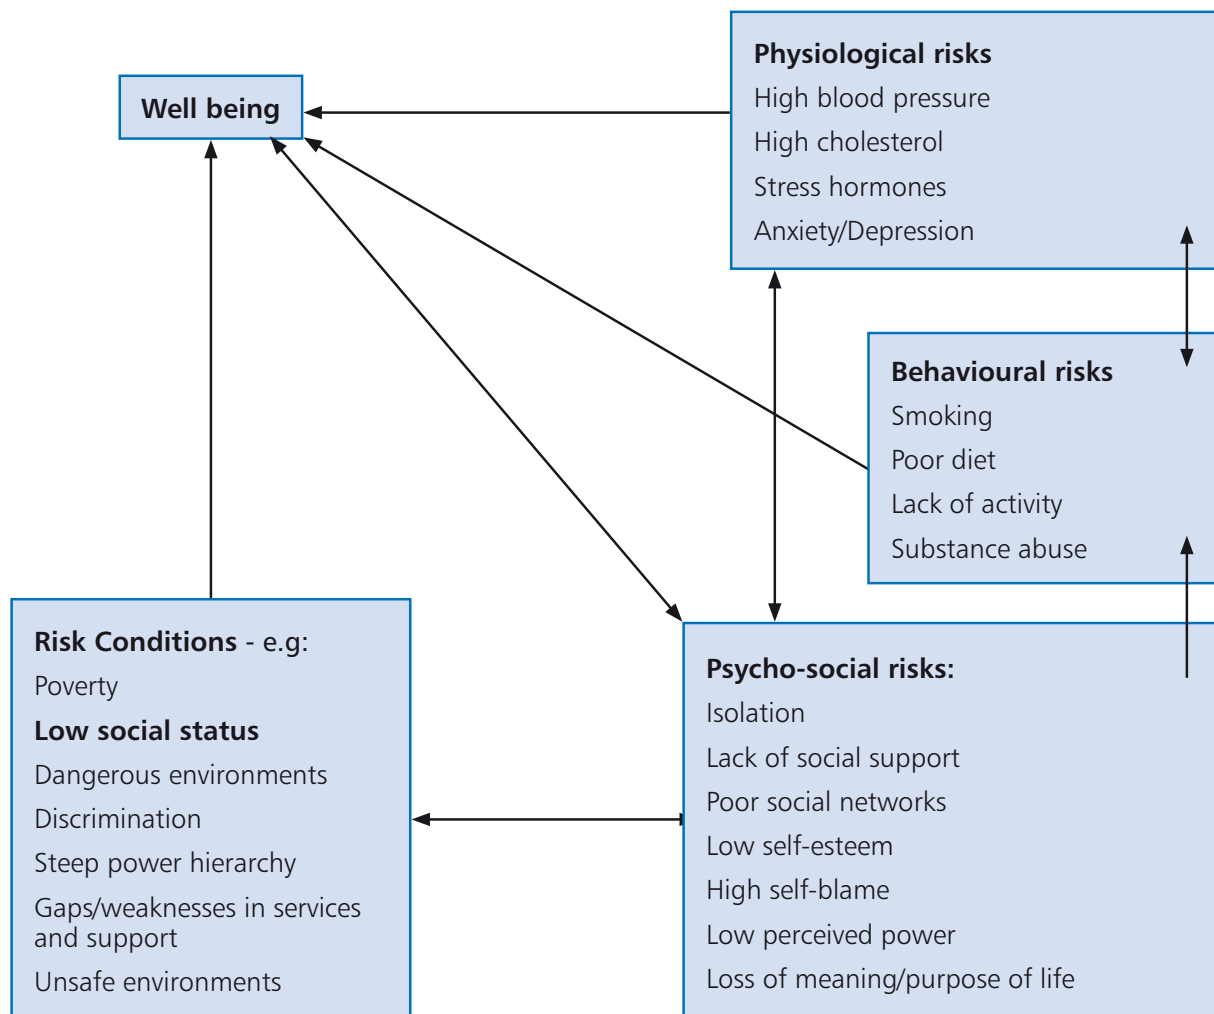 Well being
Physiological risks
High blood pressure
High cholesterol
Stress hormones
Anxiety/Depression
Behavioural risks
Smoking
Poor diet
Lack of activity
Substance abuse
Risk Conditions - e.g:
Poverty
Low social status
Dangerous environments
Discrimination
Steep power hierarchy
Gaps/weaknesses in services
and support
Unsafe environments
Psycho-social risks:
Isolation
Lack of social support
Poor social networks
Low self-esteem
High self-blame
Low perceived power
Loss of meaning/purpose of life